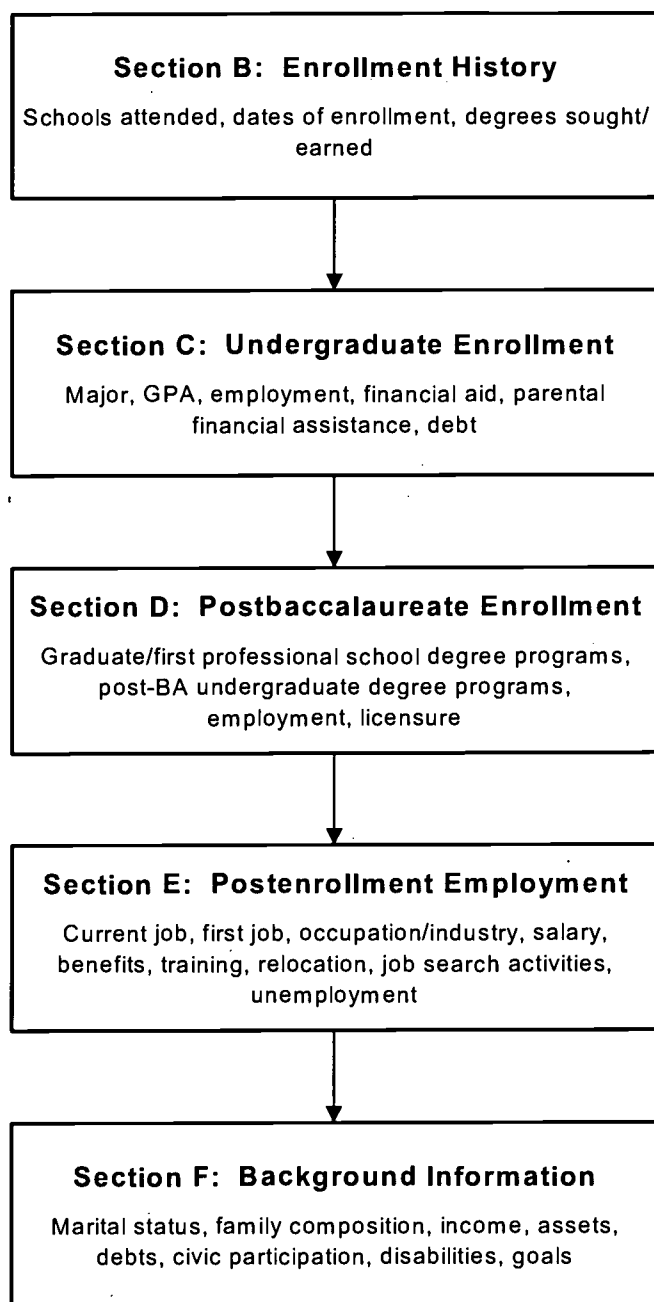 Section B: Enrollment History
Schools attended, dates of enrollment, degrees sought/
earned
Section C: Undergraduate Enrollment
Major, GPA, employment, financial aid, parental
financial assistance, debt
Section D: Postbaccalaureate Enrollment
Graduate/first professional school degree programs,
post-BA undergraduate degree programs,
employment, licensure
Section E: Postenrollment Employment
Current job, first job, occupation/industry, salary,
benefits, training, relocation, job search activities,
unemployment
Section F: Background Information
Marital status, family composition, income, assets,
debts, civic participation, disabilities, goals